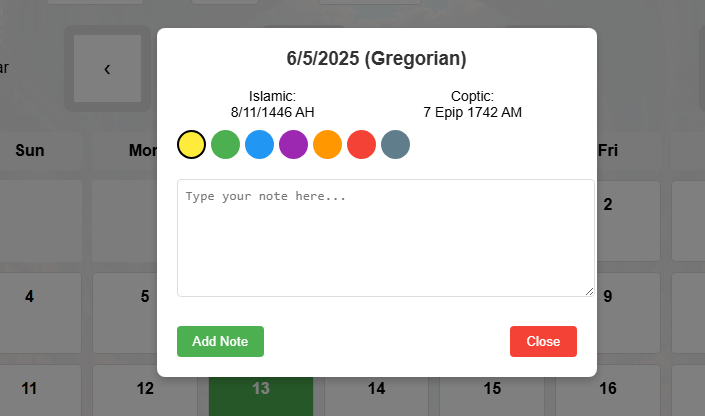 6/5/2025 (Gregorian)
ar
‹
Islamic:
8/11/1446 AH
Coptic:
7 Epip 1742 AM
Sun
Mor
Fri
Type your note here...
2
4
5
9
Add Note
Close
11
12
13
14
15
16